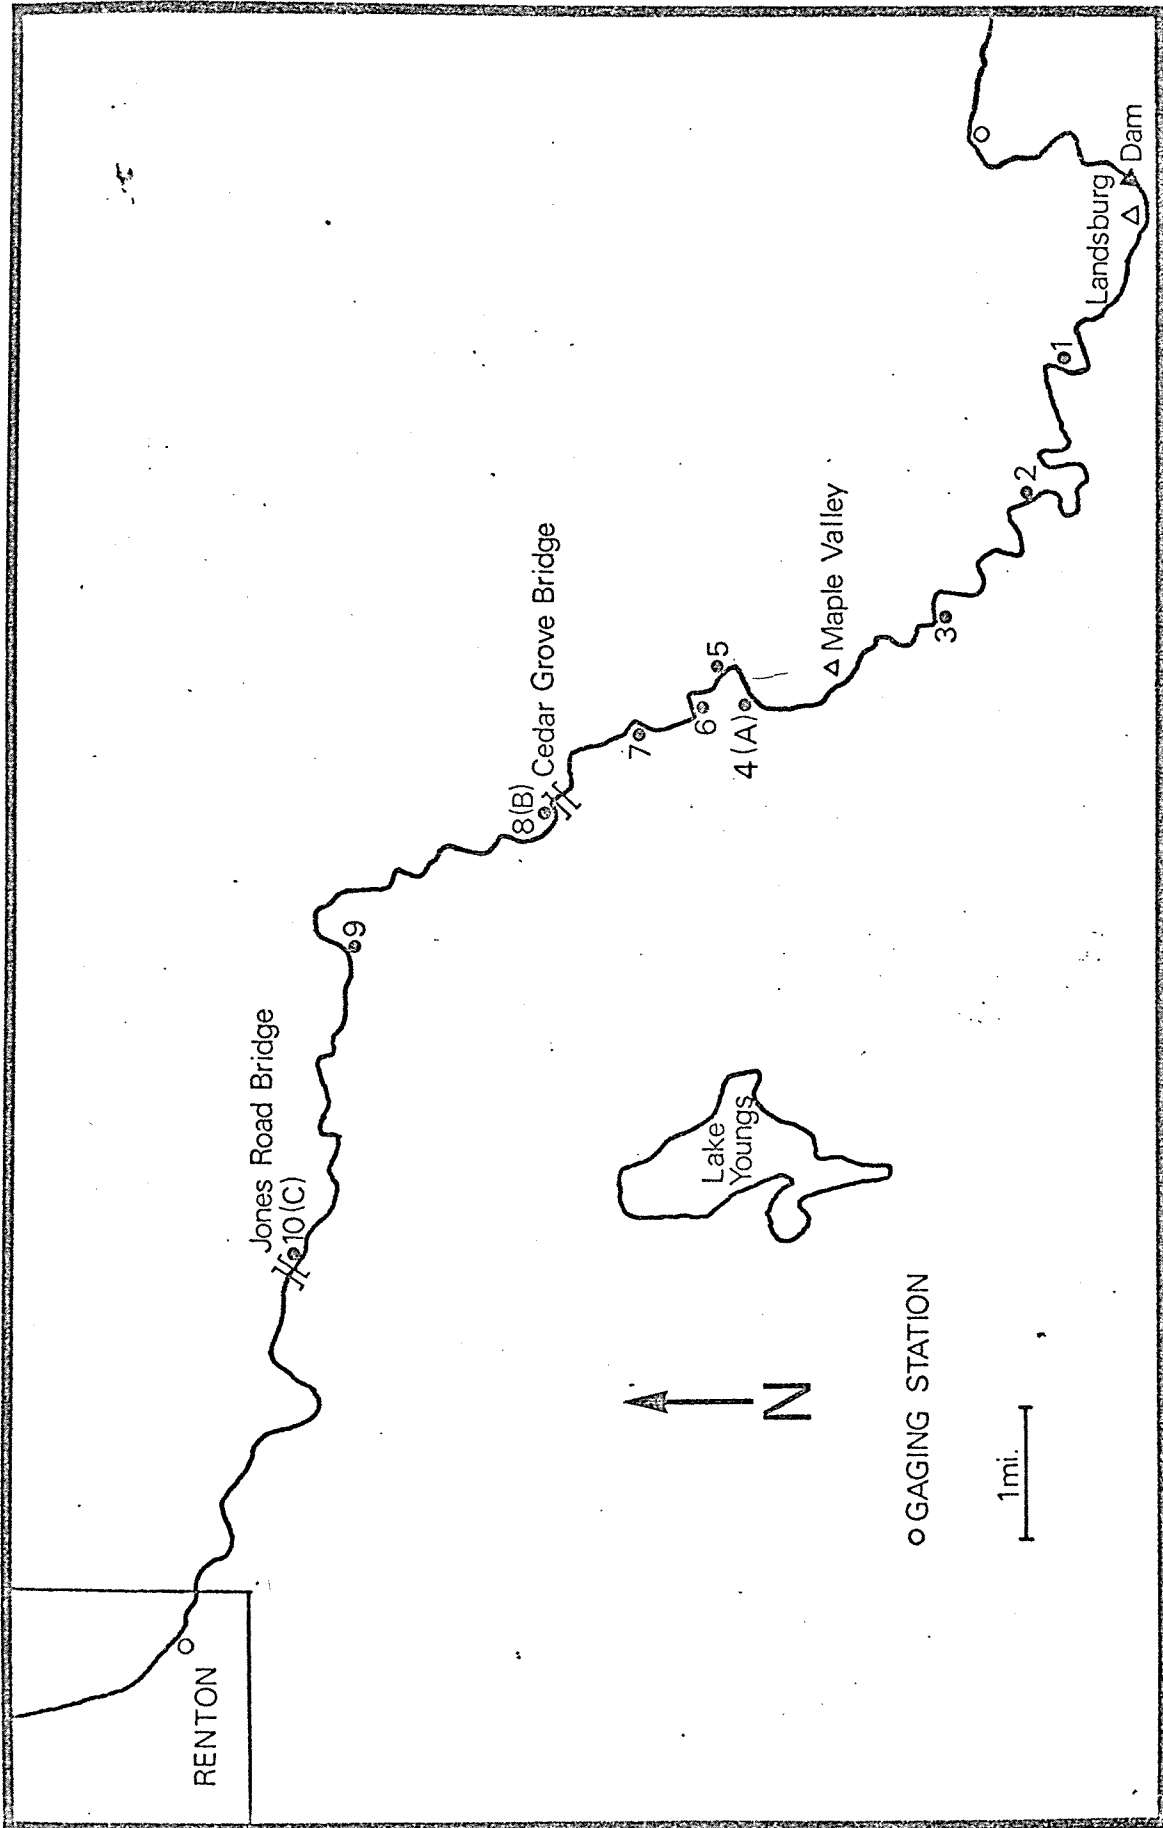 RENTON
Jones Road Bridge
10(C)
9
8(B)
Cedar Grove Bridge
7
6
5
4(A)
Maple Valley
3
2
1
Landsburg
Dam
Lake
Youngs
N
GAGING STATION
1mi.